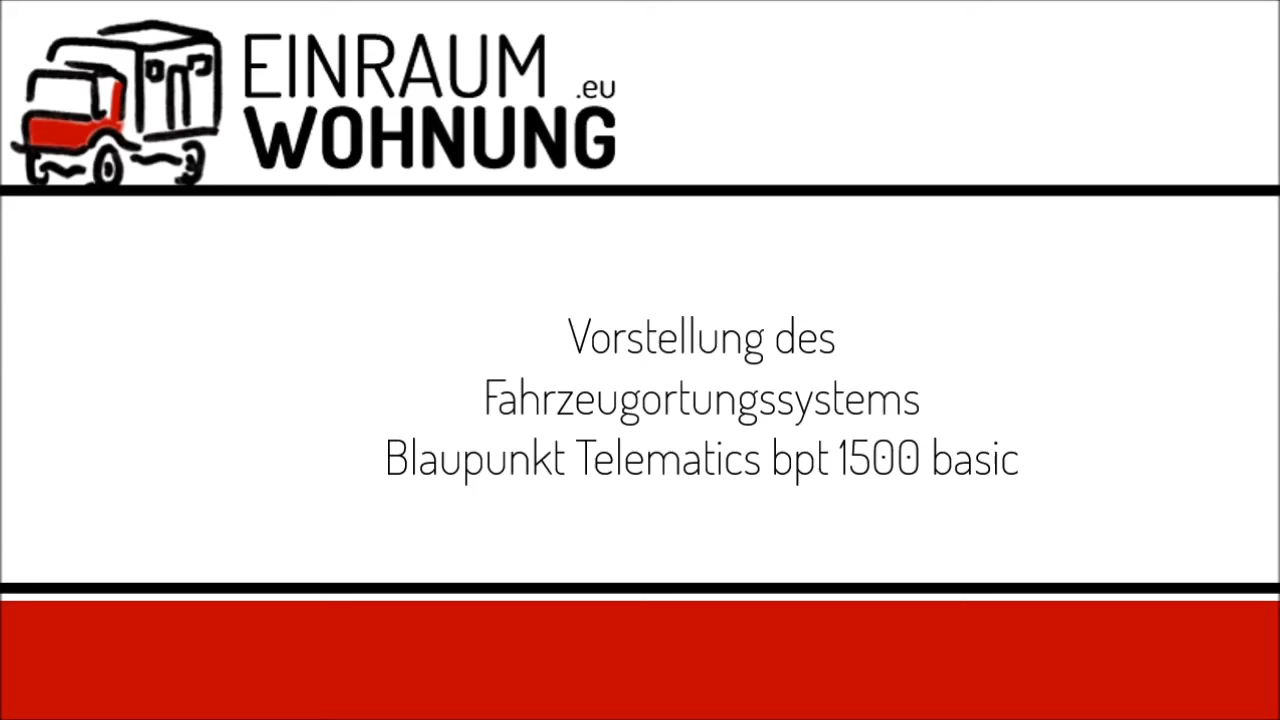 EINRAUM
.eu
WOHNUNG
Vorstellung des
Fahrzeugortungssystems
Blaupunkt Telematics bpt 1500 basic